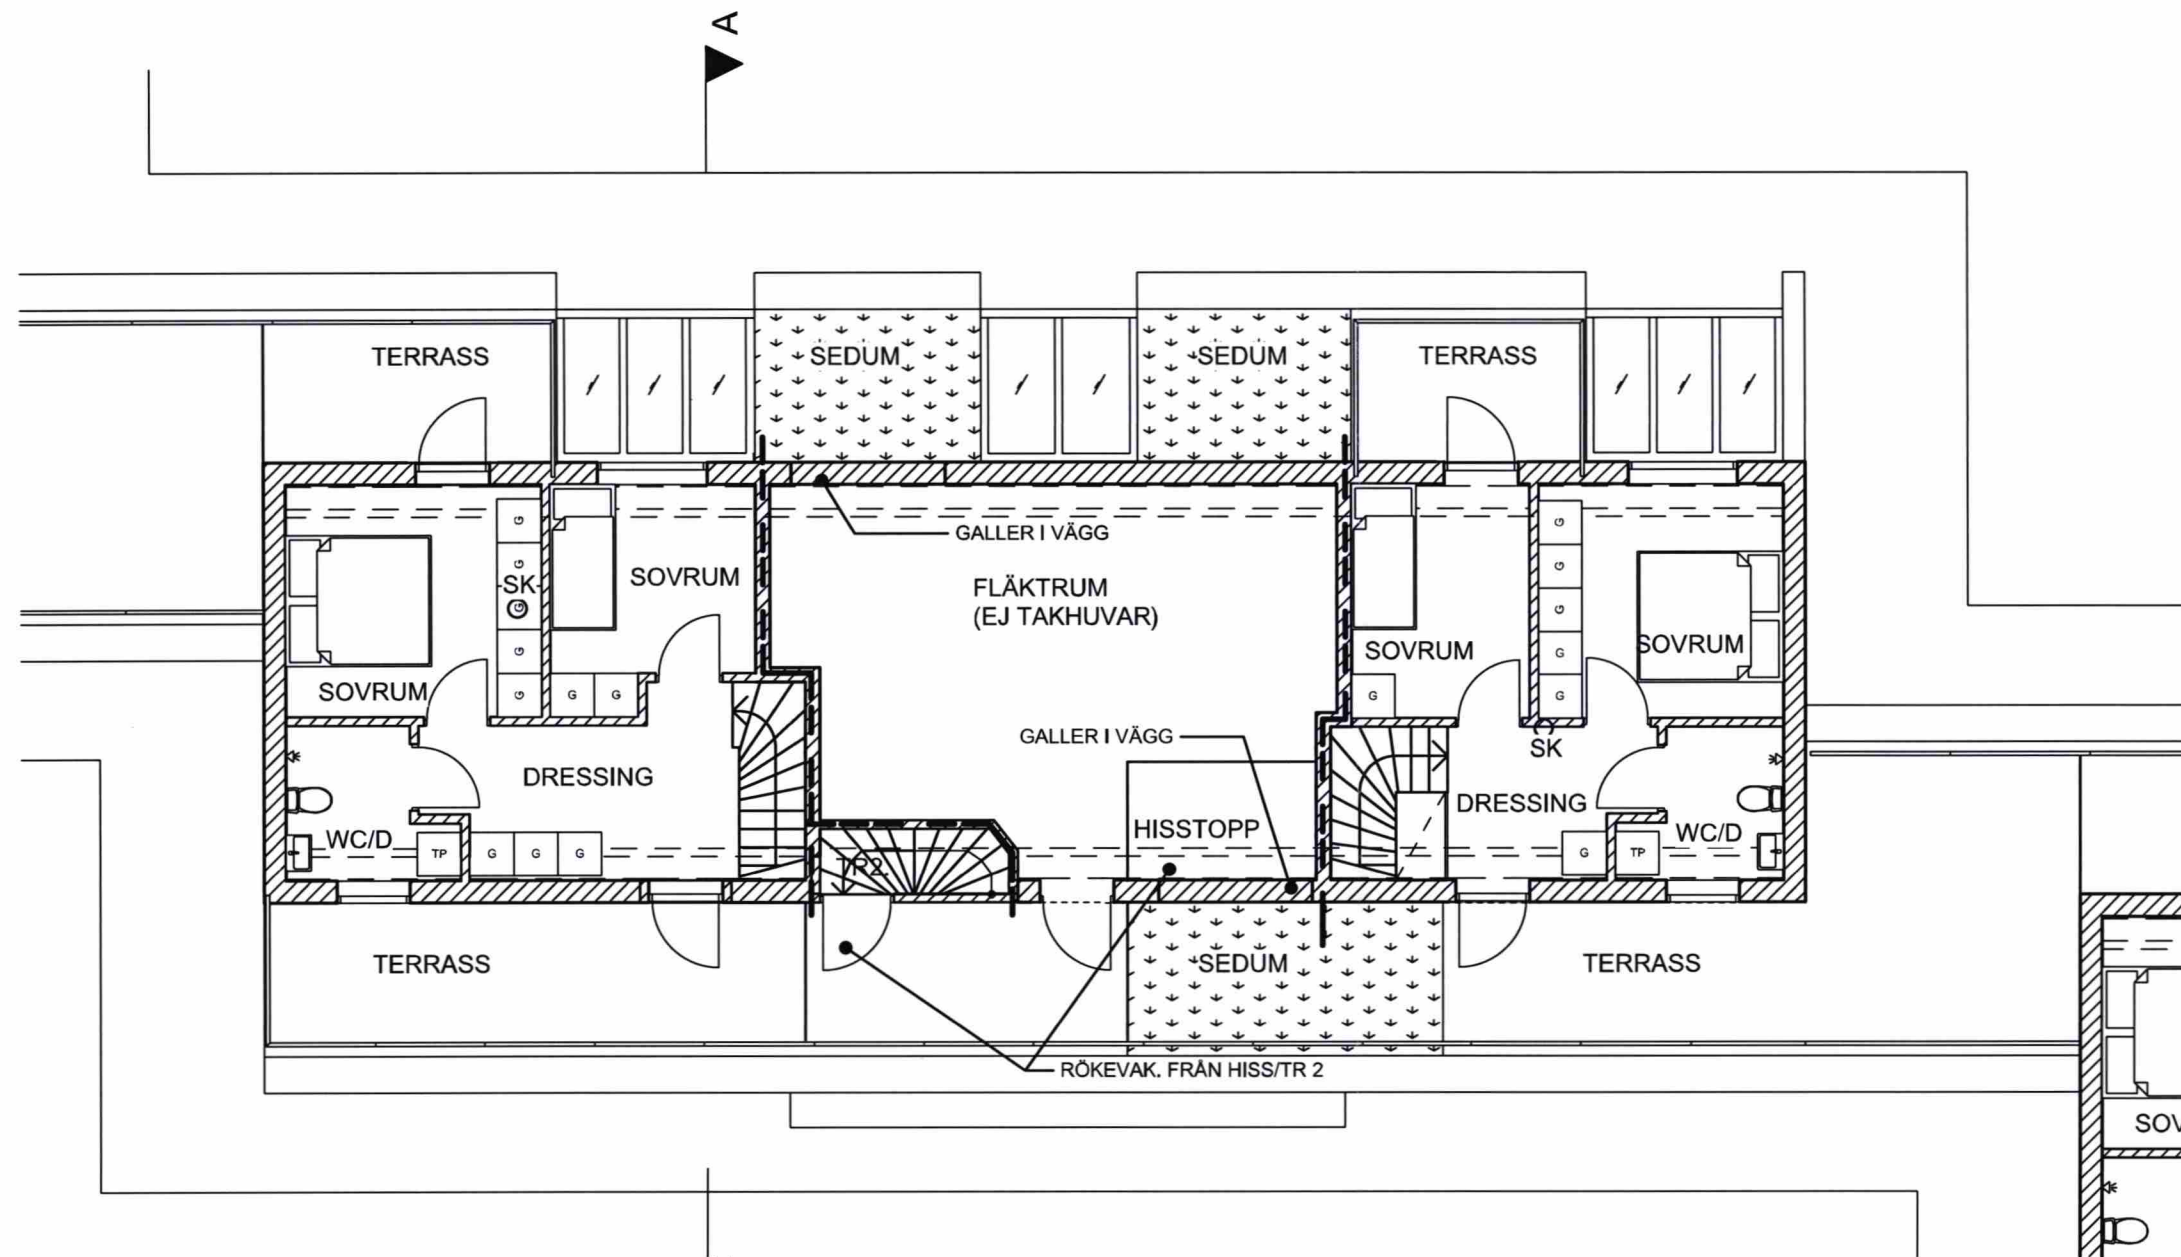 A
TERRASS
SEDUM
SEDUM
TERRASS
GALLER I VÄGG
G
G
SK
G
G
G
SOVRUM
FLÄKTRUM
(EJ TAKHUVAR)
G
G
G
G
G
SOVRUM
SOVRUM
SOVRUM
G
G
G
GALLER I VÄGG
SK
DRESSING
DRESSING
HISSTOPP
WC/D
TP
G
G
G
TR2.
G
TP
WC/D
TERRASS
SEDUM
TERRASS
RÖKEVAK. FRÅN HISS/TR 2
SOV